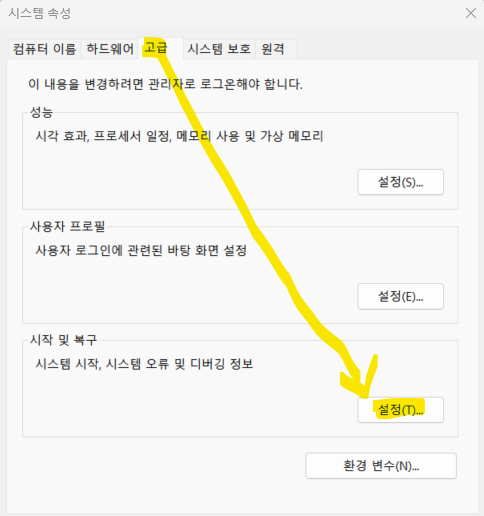 시스템 속성
컴퓨터 이름 하드웨어 고급 시스템 보호 원격
이 내용을 변경하려면 관리자로 로그온해야 합니다.
성능
시각 효과, 프로세서 일정, 메모리 사용 및 가상 메모리
설정(S)...
사용자 프로필
사용자 로그인에 관련된 바탕 화면 설정
설정(E)...
시작 및 복구
시스템 시작, 시스템 오류 및 디버깅 정보
설정(T)...
환경 변수(N)...